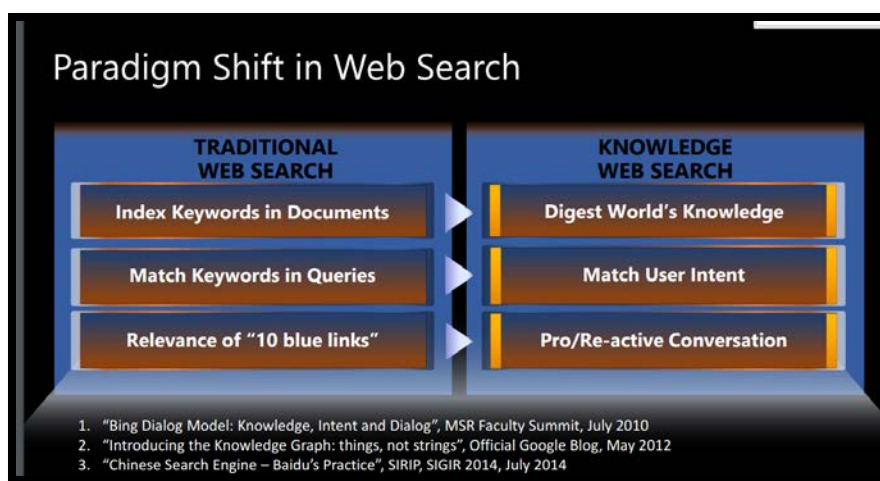 Paradigm Shift in Web Search
TRADITIONAL
WEB SEARCH
KNOWLEDGE
WEB SEARCH
Index Keywords in Documents
Digest World's Knowledge
Match Keywords in Queries
Match User Intent
Relevance of “10 blue links”
Pro/Re-active Conversation
1. “Bing Dialog Model: Knowledge, Intent and Dialog”, MSR Faculty Summit, July 2010
2. “Introducing the Knowledge Graph: things, not strings”, Official Google Blog, May 2012
3. “Chinese Search Engine – Baidu's Practice”, SIRIP, SIGIR 2014, July 2014